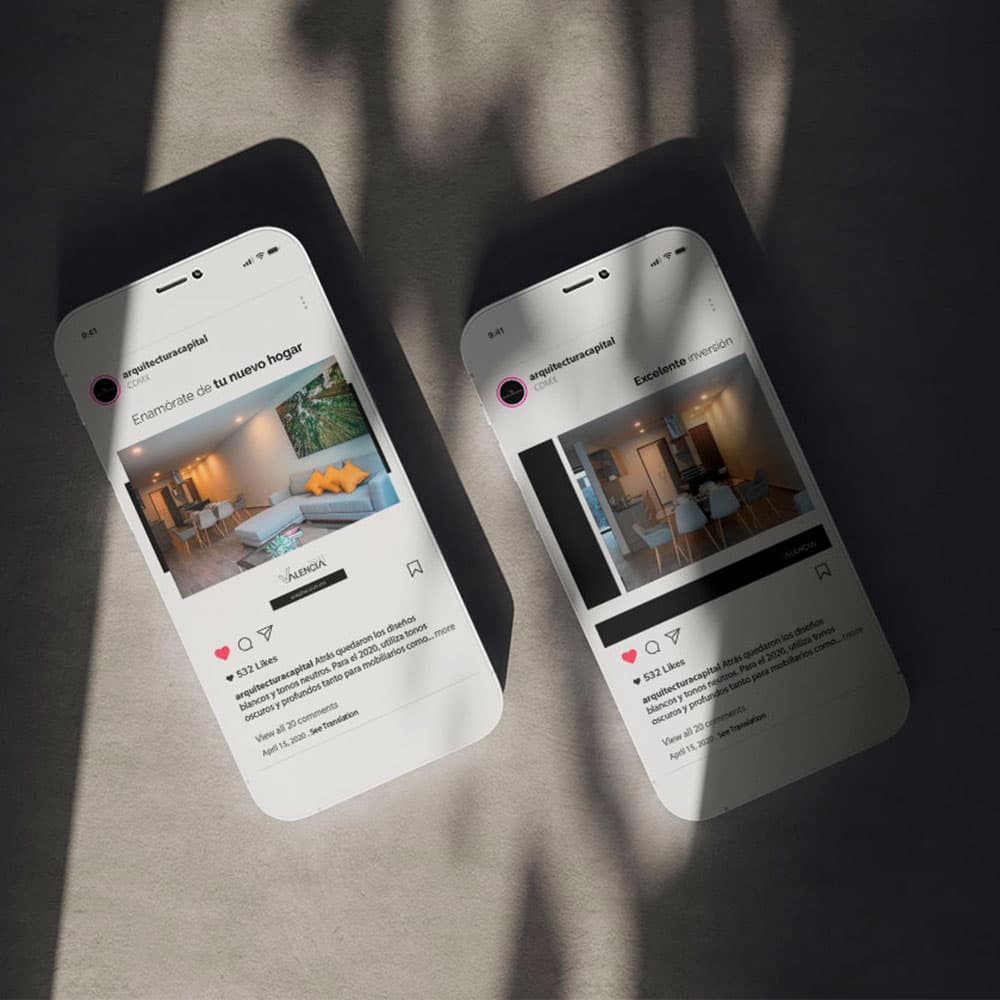 9:41
arquitecturacapital
CDMX
Enamórate de tu nuevo hogar
VALENCIA
532 Likes
arquitecturacapital Atrás quedaron los diseños
blancos y tonos neutros. Para el 2020, utiliza tonos
oscuros y profundos tanto para mobiliarios como... more
View all 20 comments
April 15, 2020 . See Translation
9:41
arquitecturacapital
CDMX
Excelente inversión
VALENCIA
532 Likes
arquitecturacapital Atrás quedaron los diseños
blancos y tonos neutros. Para el 2020, utiliza tonos
oscuros y profundos tanto para mobiliarios como... more
View all 20 comments
April 15, 2020 . See Translation